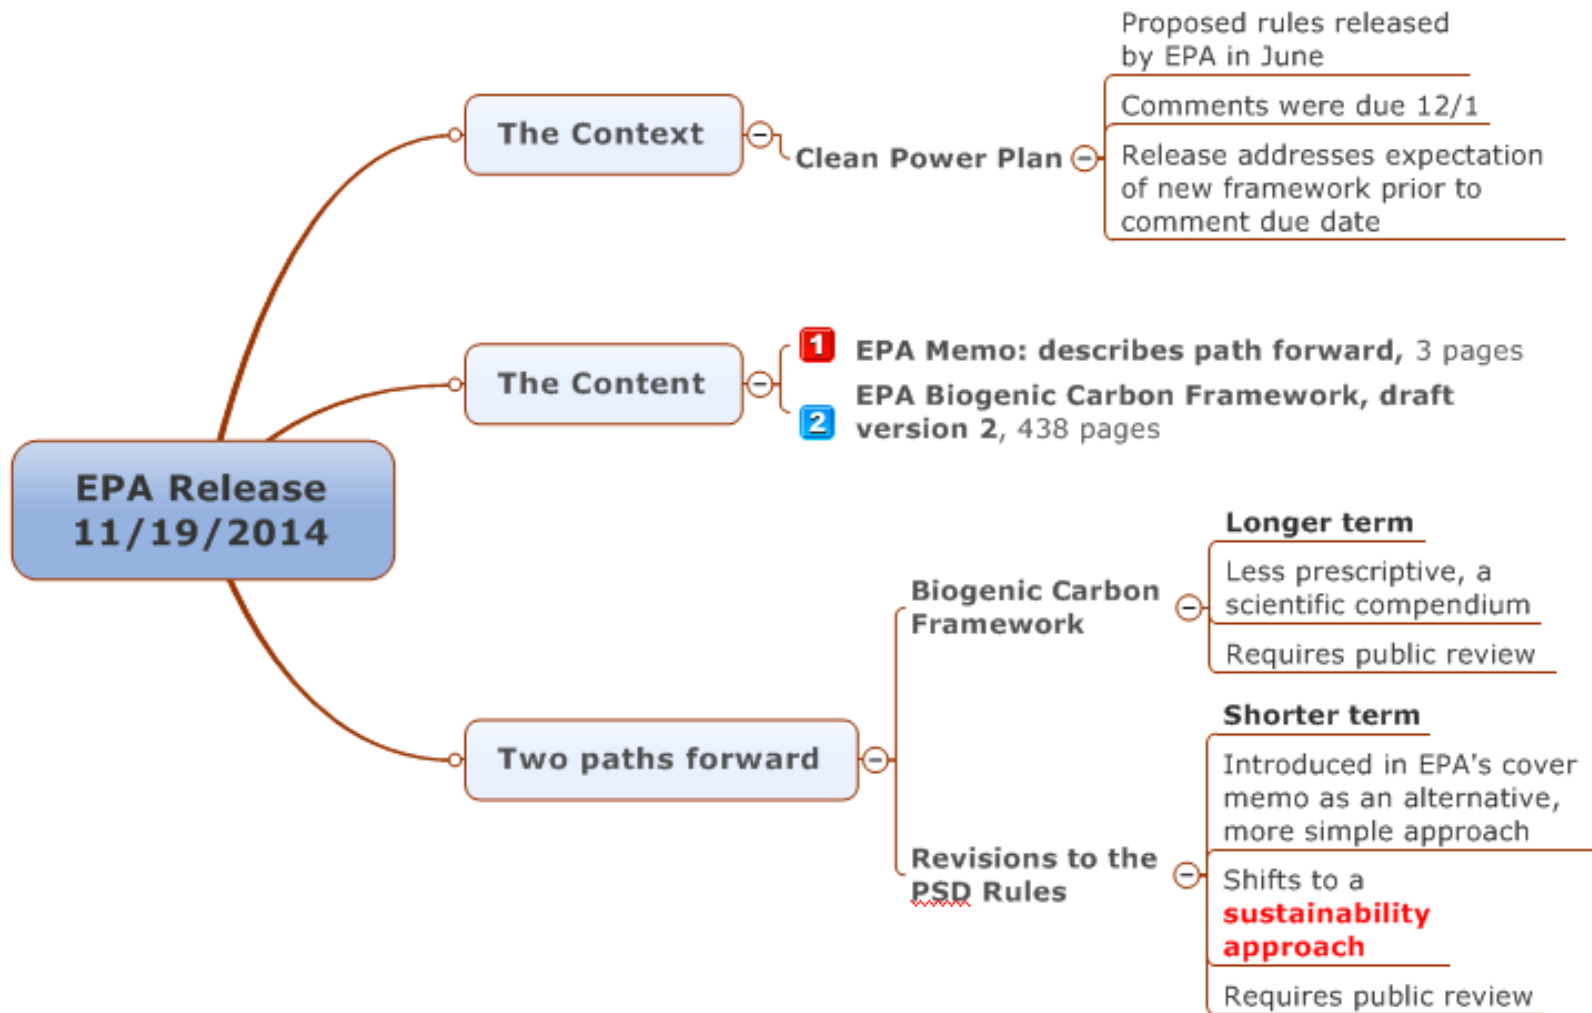 EPA Release
11/19/2014
The Context
Clean Power Plan
Proposed rules released
by EPA in June
Comments were due 12/1
Release addresses expectation
of new framework prior to
comment due date
The Content
1 EPA Memo: describes path forward, 3 pages
2 EPA Biogenic Carbon Framework, draft
version 2, 438 pages
Two paths forward
Biogenic Carbon
Framework
Longer term
Less prescriptive, a
scientific compendium
Requires public review
Revisions to the
PSD Rules
Shorter term
Introduced in EPA's cover
memo as an alternative,
more simple approach
Shifts to a
sustainability
approach
Requires public review